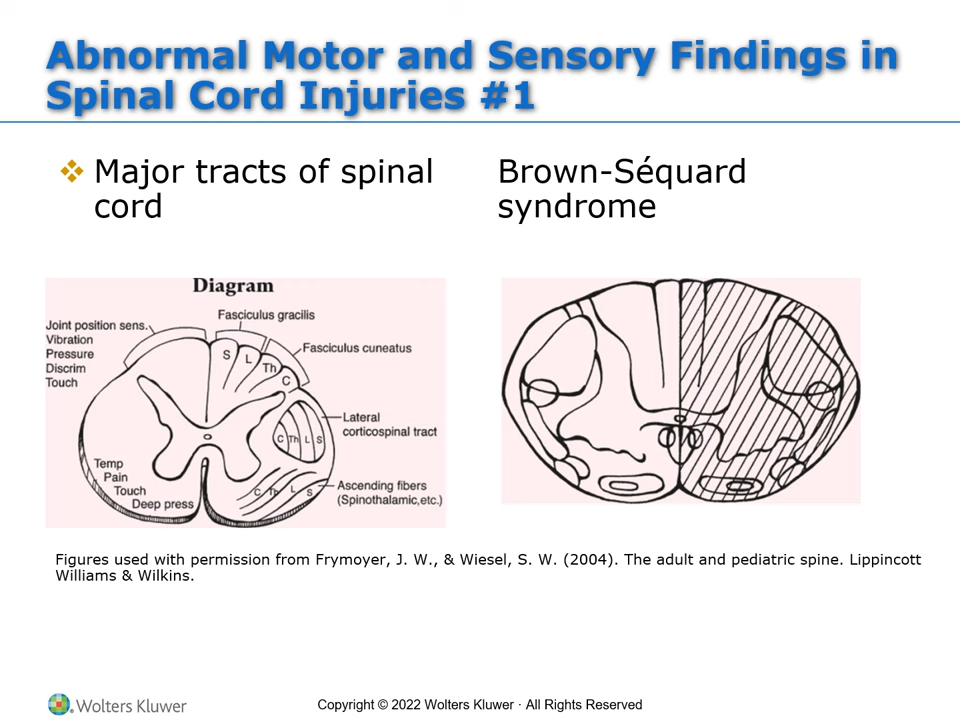 Abnormal Motor and Sensory Findings in
Spinal Cord Injuries #1
❖ Major tracts of spinal
cord
Brown-Séquard
syndrome
Diagram
Fasciculus gracilis
Joint position sens.
Vibration
Pressure
Discrim
Touch
Fasciculus cuneatus
S
L
Th
C
Lateral
corticospinal tract
C Th L S
Temp
Pain
Touch
Deep press
Ascending fibers
(Spinothalamic,etc.)
C Th L S
Figures used with permission from Frymoyer, J. W., & Wiesel, S. W. (2004). The adult and pediatric spine. Lippincott
Williams & Wilkins.
Wolters Kluwer
Copyright © 2022 Wolters Kluwer · All Rights Reserved